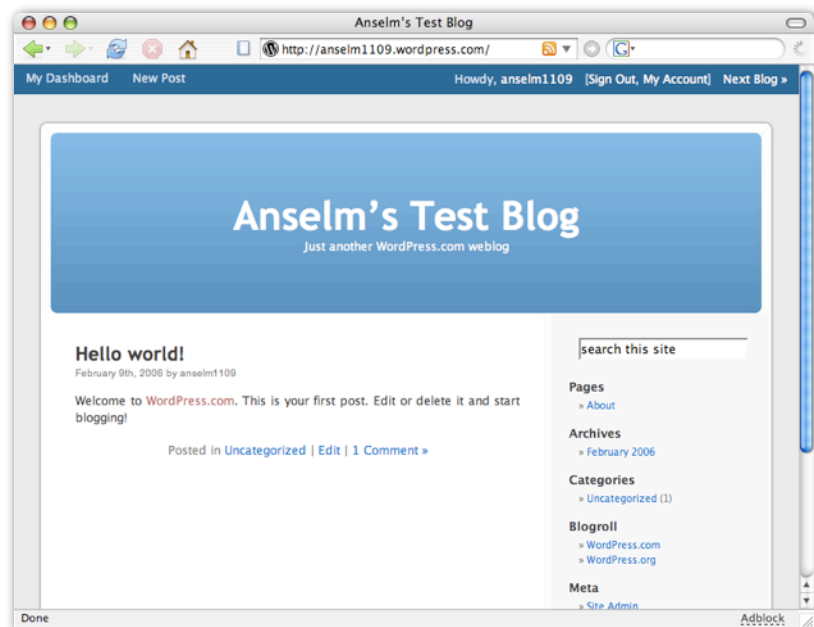 Anselm's Test Blog
http://anselm1109.wordpress.com/
G
My Dashboard New Post Howdy, anselm1109 [Sign Out, My Account] Next Blog »
Anselm's Test Blog
Just another WordPress.com weblog
Hello world!
February 9th, 2006 by anselm1109
Welcome to WordPress.com. This is your first post. Edit or delete it and start
blogging!
Posted in Uncategorized | Edit | 1 Comment »
search this site
Pages
» About
Archives
» February 2006
Categories
» Uncategorized (1)
Blogroll
» WordPress.com
» WordPress.org
Meta
» Site Admin
Done Adblock